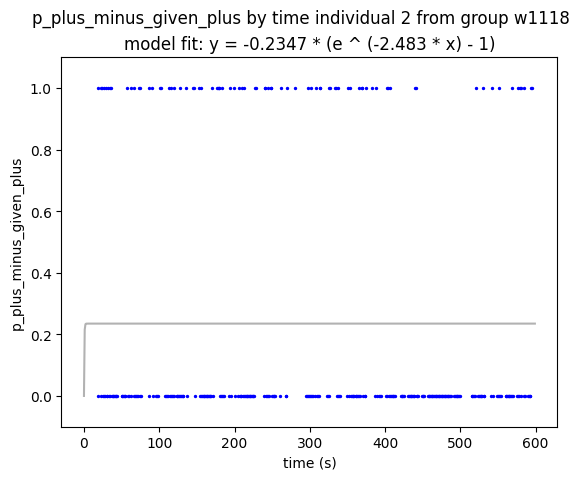 p_plus_minus_given_plus by time individual 2 from group w1118
model fit: y = -0.2347 * (e ^ (-2.483 * x) - 1)
1.0
0.8
0.6
0.4
0.2
0.0
p_plus_minus_given_plus
0 100 200 300 400 500 600
time (s)